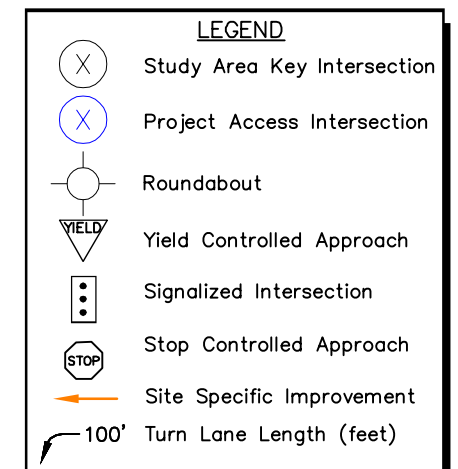 LEGEND
X Study Area Key Intersection
X Project Access Intersection
Roundabout
YIELD Yield Controlled Approach
Signalized Intersection
STOP Stop Controlled Approach
Site Specific Improvement
100' Turn Lane Length (feet)